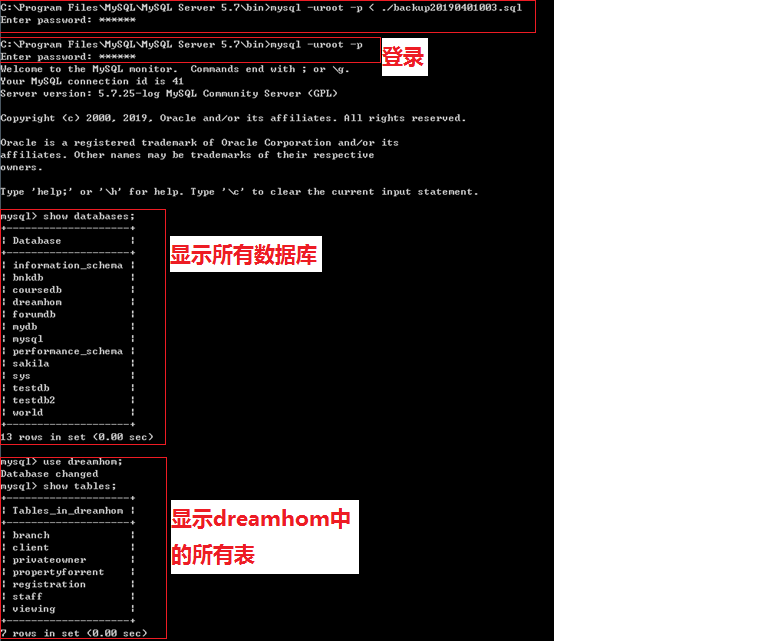 C:\Program Files\MySQL\MySQL Server 5.7\bin>mysql -uroot -p < ./backup20190401003.sql
Enter password: ******
C:\Program Files\MySQL\MySQL Server 5.7\bin>mysql -uroot -p
Enter password: ******
登录
Welcome to the MySQL monitor.  Commands end with ; or \g.
Your MySQL connection id is 41
Server version: 5.7.25-log MySQL Community Server (GPL)
Copyright (c) 2000, 2019, Oracle and/or its affiliates. All rights reserved.
Oracle is a registered trademark of Oracle Corporation and/or its
affiliates. Other names may be trademarks of their respective
owners.
Type 'help;' or '\h' for help. Type '\c' to clear the current input statement.
mysql> show databases;
+--------------------+
| Database           |
+--------------------+
| information_schema |
| bnkdb              |
| coursedb           |
| dreamhom           |
| forumdb            |
| mydb               |
| mysql              |
| performance_schema |
| sakila             |
| sys                |
| testdb             |
| testdb2            |
| world              |
+--------------------+
13 rows in set (0.00 sec)
显示所有数据库
mysql> use dreamhom;
Database changed
mysql> show tables;
+--------------------+
| Tables_in_dreamhom |
+--------------------+
| branch             |
| client             |
| privateowner       |
| propertyforrent    |
| registration       |
| staff              |
| viewing            |
+--------------------+
7 rows in set (0.00 sec)
显示dreamhom中
的所有表